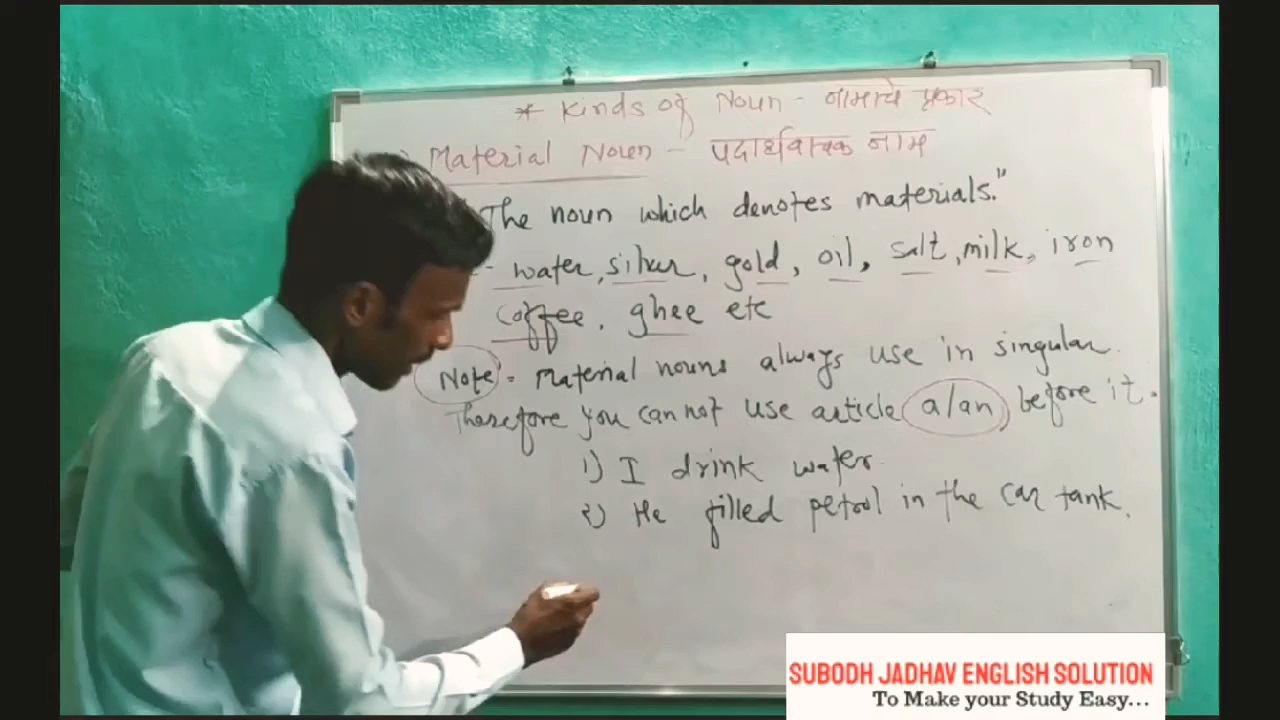 * Kinds of Noun - नामाचे प्रकार
Material Noun - पदार्थवाचक नाम
The noun which denotes materials."
- water, silver, gold, oil, salt, milk, iron
coffee, ghee etc
Note - Material nouns always use in singular.
Therefore you can not use article a/an before it.
1) I drink water.
२) He filled petrol in the car tank.
SUBODH JADHAV ENGLISH SOLUTION
To Make your Study Easy...